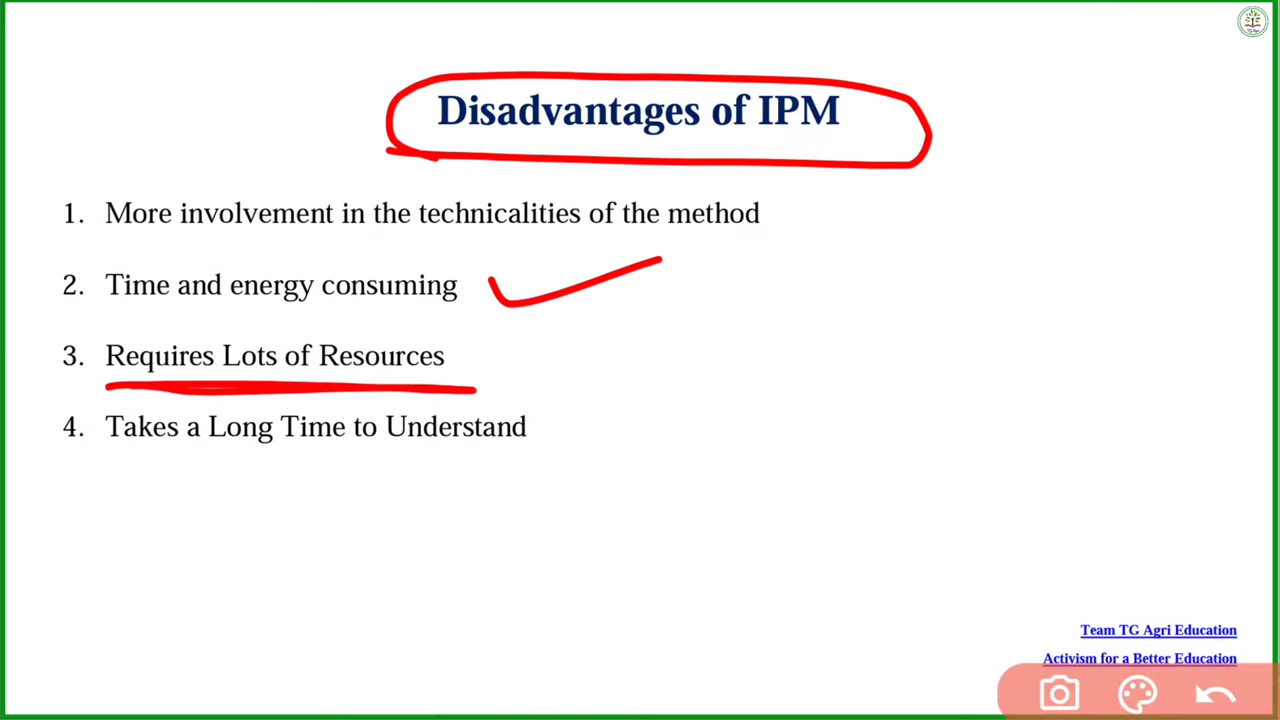 Disadvantages of IPM
1. More involvement in the technicalities of the method
2. Time and energy consuming
3. Requires Lots of Resources
4. Takes a Long Time to Understand
Team TG Agri Education
Activism for a Better Education